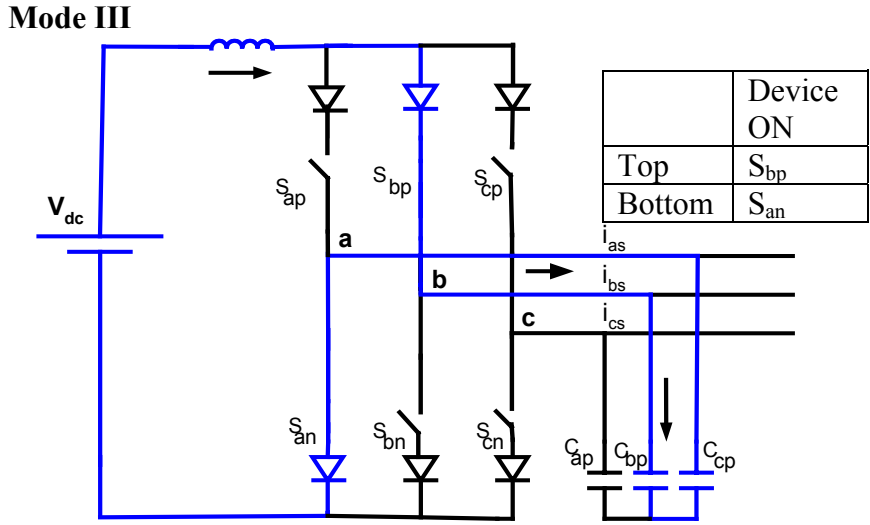 Mode III
Device
ON
Top Sbp
Bottom San
Sap
Sbp
Scp
Vdc
a
ias
b
ibs
c
ics
San
Sbn
Scn
Cap
Cbp
Ccp